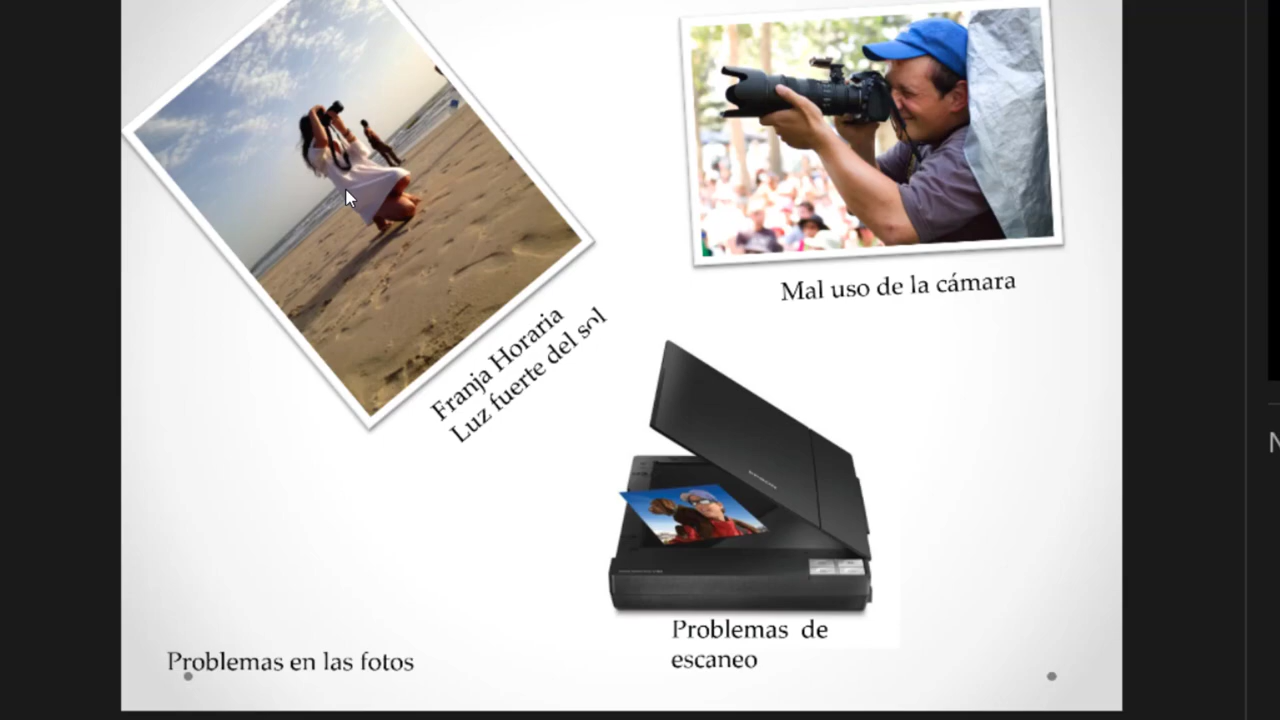 Franja Horaria
Luz fuerte del sol
Mal uso de la cámara
Problemas de
escaneo
Problemas en las fotos
N